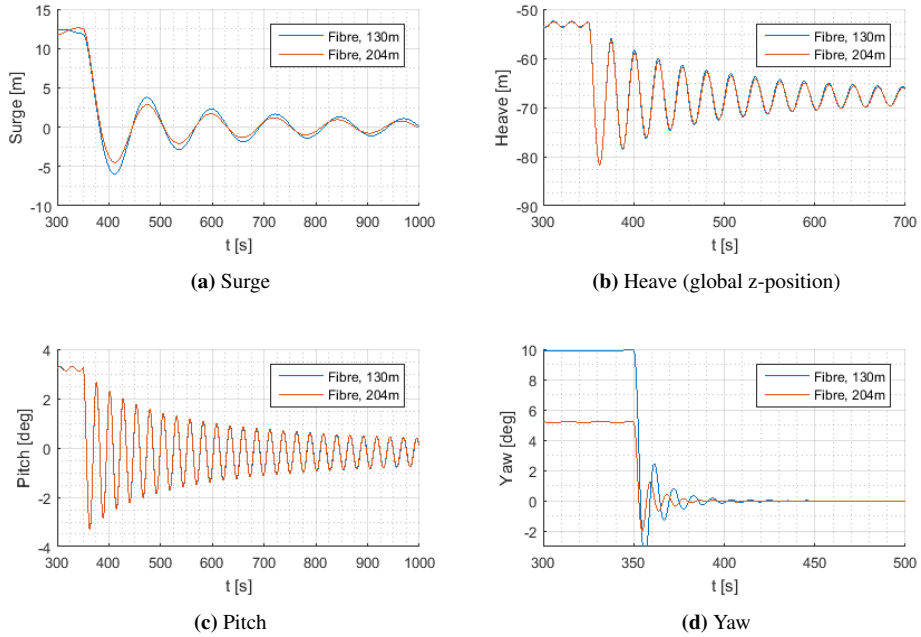 15
10
5
0
-5
-10
Surge [m]
300 400 500 600 700 800 900 1000
t [s]
Fibre, 130m
Fibre, 204m
(a) Surge
-50
-60
-70
-80
-90
Heave [m]
300 400 500 600 700
t [s]
Fibre, 130m
Fibre, 204m
(b) Heave (global z-position)
4
2
0
-2
-4
Pitch [deg]
300 400 500 600 700 800 900 1000
t [s]
Fibre, 130m
Fibre, 204m
(c) Pitch
10
8
6
4
2
0
-2
Yaw [deg]
300 350 400 450 500
t [s]
Fibre, 130m
Fibre, 204m
(d) Yaw